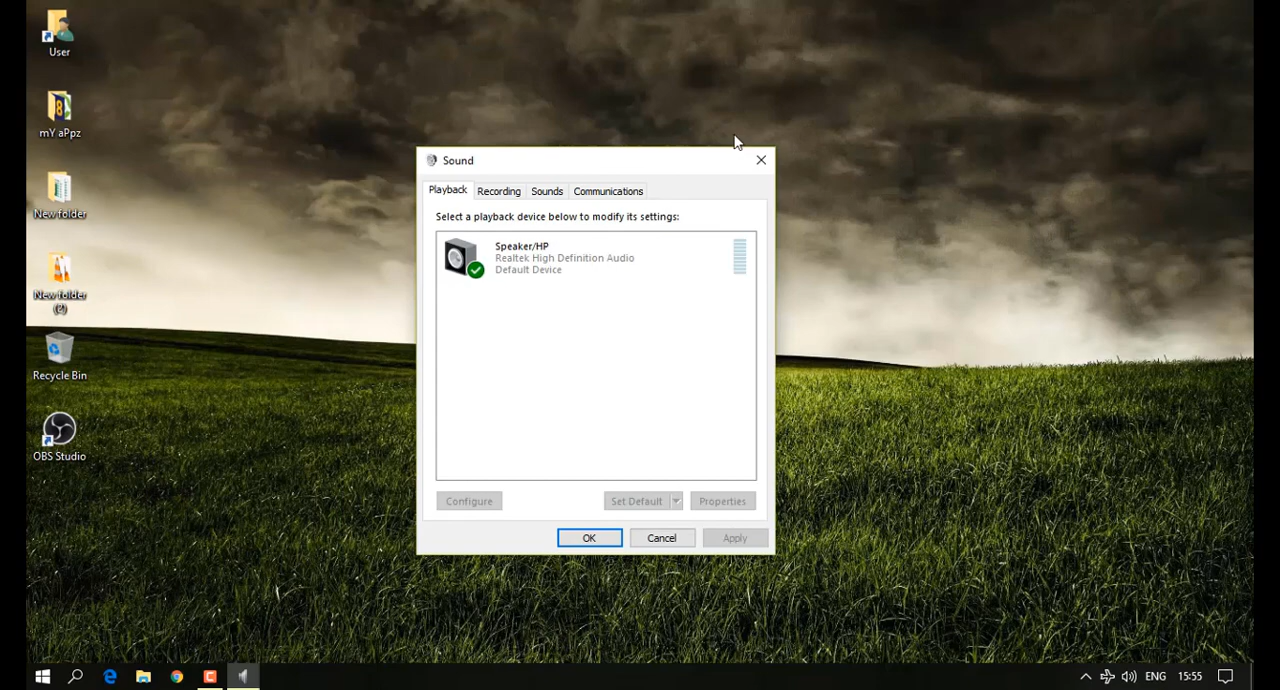 User
mY aPpz
New folder
New folder
(2)
Recycle Bin
OBS Studio
Sound
Playback
Recording
Sounds
Communications
Select a playback device below to modify its settings:
Speaker/HP
Realtek High Definition Audio
Default Device
Configure
Set Default
Properties
OK
Cancel
Apply
ENG
15:55